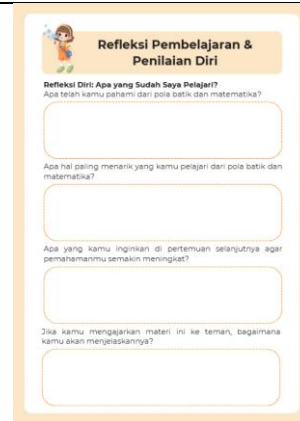 Refleksi Pembelajaran &
Penilaian Diri
Refleksi Diri: Apa yang Sudah Saya Pelajari?
Apa telah kamu pahami dari pola batik dan matematika?
Apa hal paling menarik yang kamu pelajari dari pola batik dan
matematika?
Apa yang kamu inginkan di pertemuan selanjutnya agar
pemahamanmu semakin meningkat?
Jika kamu mengajarkan materi ini ke teman, bagaimana
kamu akan menjelaskannya?